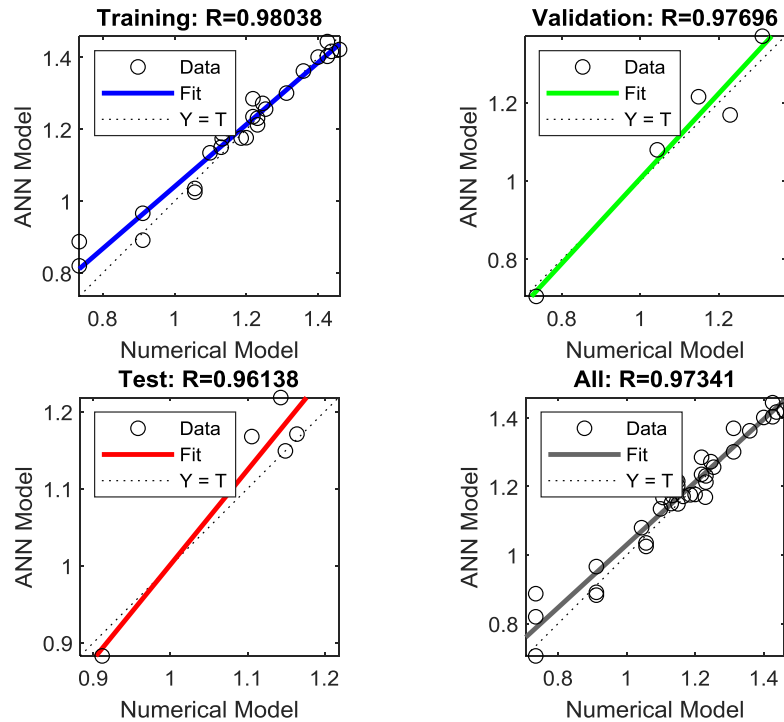 Training: R=0.98038
Data
Fit
Y = T
1.4
1.2
1
0.8
ANN Model
0.8
1
1.2
1.4
Numerical Model
Validation: R=0.97696
Data
Fit
Y = T
1.2
1
0.8
ANN Model
0.8
1
1.2
Numerical Model
Test: R=0.96138
Data
Fit
Y = T
1.2
1.1
1
0.9
ANN Model
0.9
1
1.1
1.2
Numerical Model
All: R=0.97341
Data
Fit
Y = T
1.4
1.2
1
0.8
ANN Model
0.8
1
1.2
1.4
Numerical Model